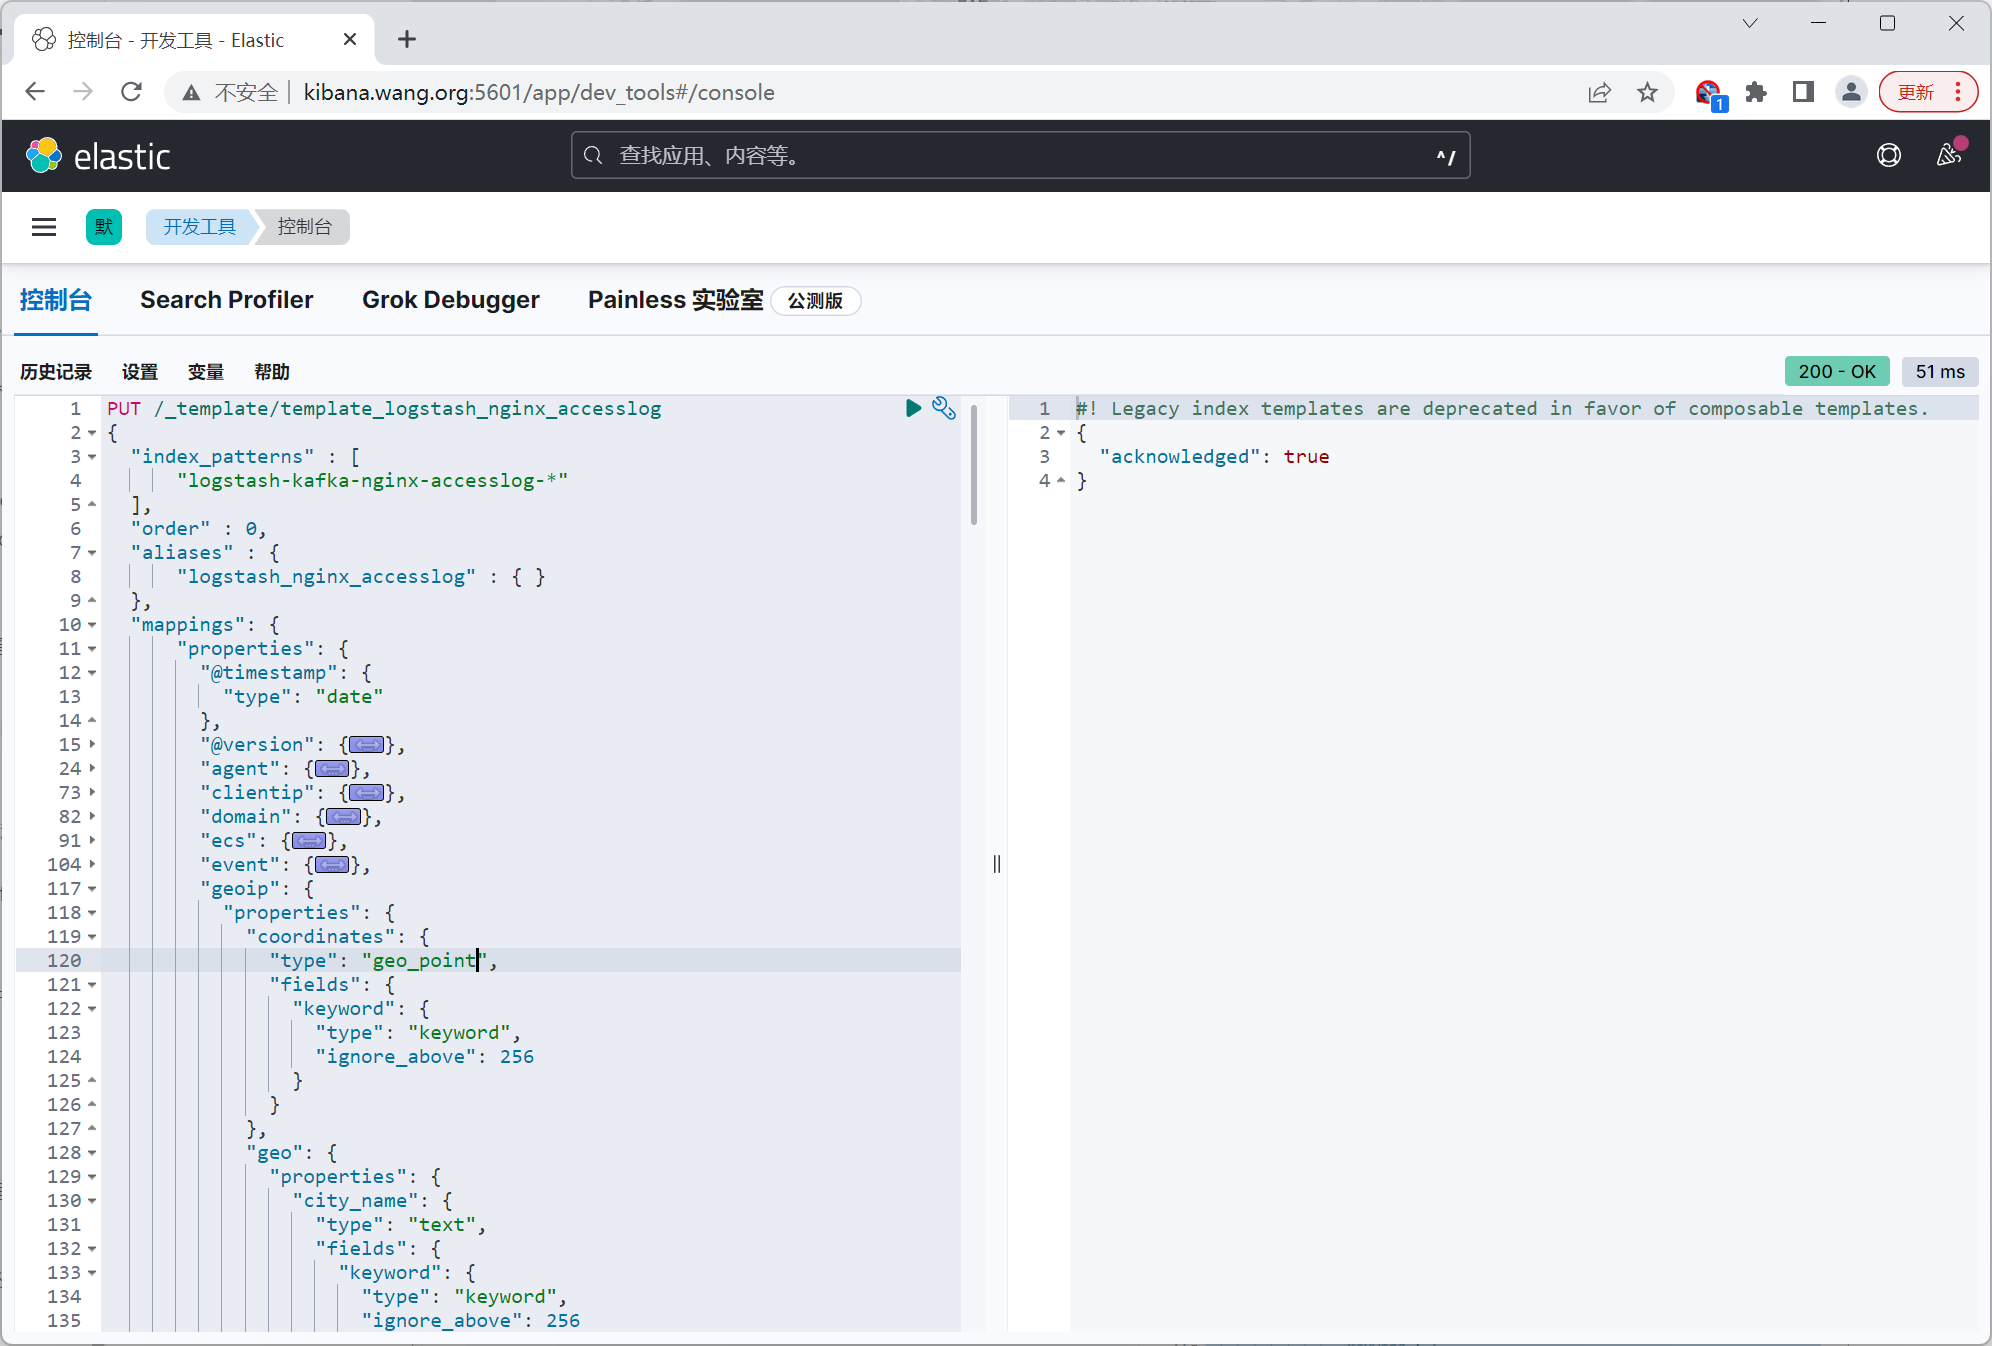 控制台 - 开发工具 - Elastic
不安全 kibana.wang.org:5601/app/dev_tools#/console
1
更新
elastic
查找应用、内容等。
^/
默 开发工具 控制台
控制台 Search Profiler Grok Debugger Painless 实验室 公测版
历史记录 设置 变量 帮助
200 - OK 51 ms
1 PUT /_template/template_logstash_nginx_accesslog
2 {
3 "index_patterns" : [
4 "logstash-kafka-nginx-accesslog-*"
5 ],
6 "order" : 0,
7 "aliases" : {
8 "logstash_nginx_accesslog" : { }
9 },
10 "mappings": {
11 "properties": {
12 "@timestamp": {
13 "type": "date"
14 },
15 "@version": {},
24 "agent": {},
73 "clientip": {},
82 "domain": {},
91 "ecs": {},
104 "event": {},
117 "geoip": {
118 "properties": {
119 "coordinates": {
120 "type": "geo_point",
121 "fields": {
122 "keyword": {
123 "type": "keyword",
124 "ignore_above": 256
125 }
126 }
127 },
128 "geo": {
129 "properties": {
130 "city_name": {
131 "type": "text",
132 "fields": {
133 "keyword": {
134 "type": "keyword",
135 "ignore_above": 256
1 #! Legacy index templates are deprecated in favor of composable templates.
2 {
3 "acknowledged": true
4 }